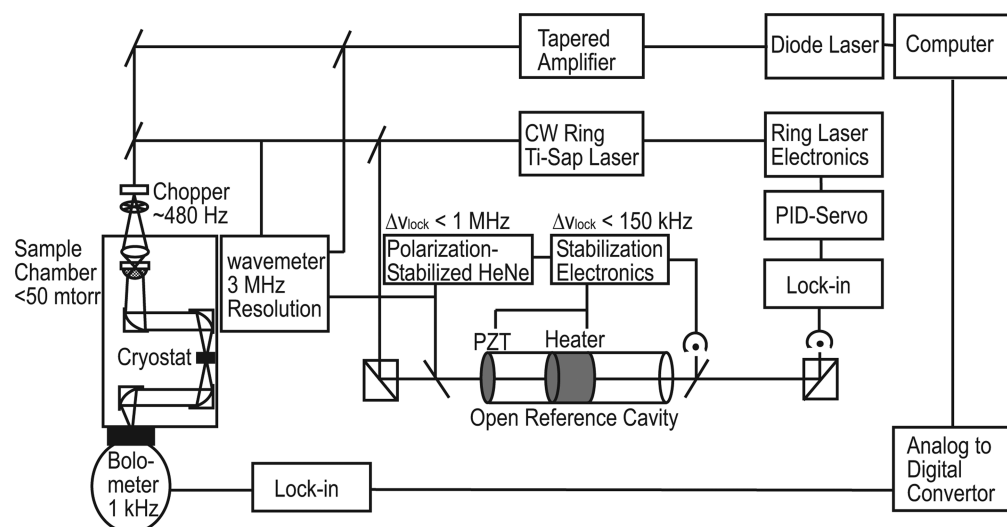 Tapered
Amplifier
Diode Laser
Computer
CW Ring
Ti-Sap Laser
Ring Laser
Electronics
Chopper
~480 Hz
PID-Servo
Sample
Chamber
<50 mtorr
wavemeter
3 MHz
Resolution
Δνlock < 1 MHz
Polarization-
Stabilized HeNe
Δνlock < 150 kHz
Stabilization
Electronics
Lock-in
Cryostat
PZT
Heater
Open Reference Cavity
Bolo-
meter
1 kHz
Lock-in
Analog to
Digital
Convertor